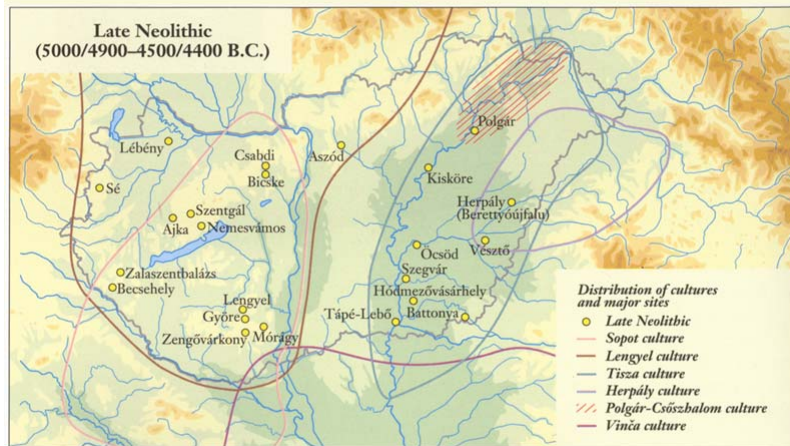 Late Neolithic
(5000/4900–4500/4400 B.C.)
Polgár
Lébény
Csabdi
Aszód
Bicske
Kisköre
Sé
Herpály
(Berettyóújfalu)
Szentgál
Ajka
Nemesvámos
Öcsöd
Vésztő
Szegvár
Zalaszentbalázs
Becsehely
Hódmezővásárhely
Lengyel
Györe
Tápé-Lebő
Battonya
Zengővárkony
Mórágy
Distribution of cultures
and major sites
Late Neolithic
Sopot culture
Lengyel culture
Tisza culture
Herpály culture
Polgár-Csőszhalom culture
Vinča culture